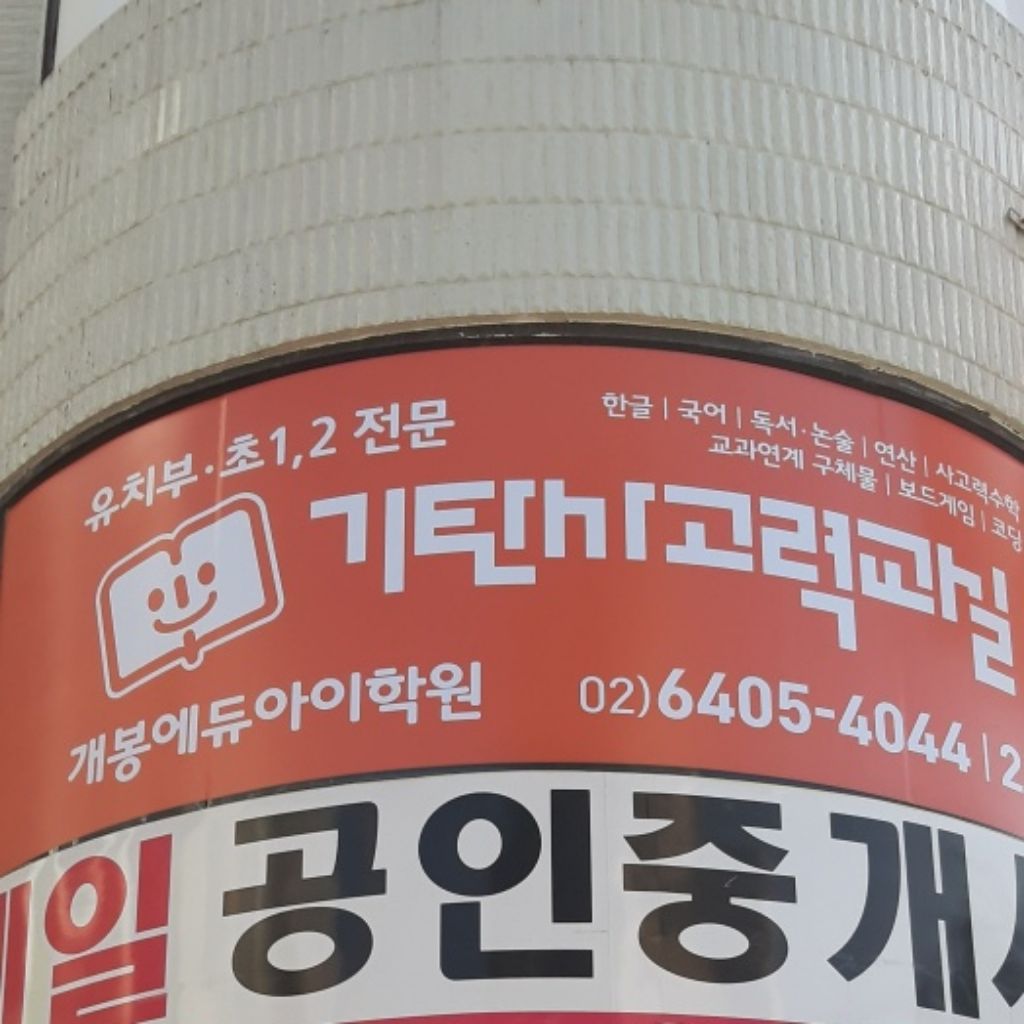 유치부·초1,2 전문
한글 | 국어 | 독서·논술 | 연산 | 사고력수학
교과연계 구체물 | 보드게임 | 코딩
기탄사고력교실
개봉에듀아이학원
02)6405-4044 | 2
일 공인중개